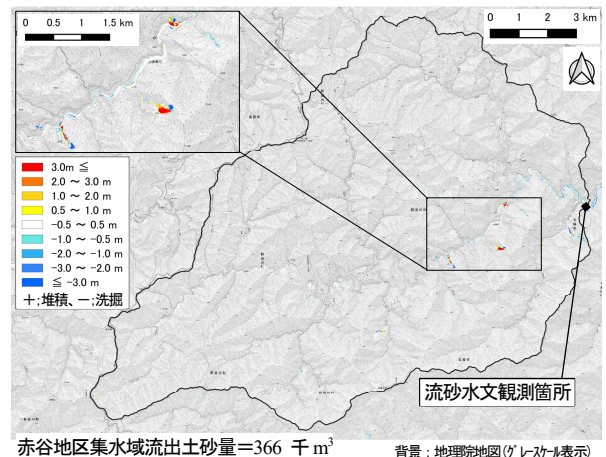 0 0.5 1 1.5 km
0 1 2 3 km
3.0m ≦
2.0 ～ 3.0 m
1.0 ～ 2.0 m
0.5 ～ 1.0 m
−0.5 ～ 0.5 m
−1.0 ～ −0.5 m
−2.0 ～ −1.0 m
−3.0 ～ −2.0 m
≦ −3.0 m
＋;堆積、−;洗掘
流砂水文観測箇所
赤谷地区集水域流出土砂量＝366 千 m³
背景：地理院地図(グレースケール表示)